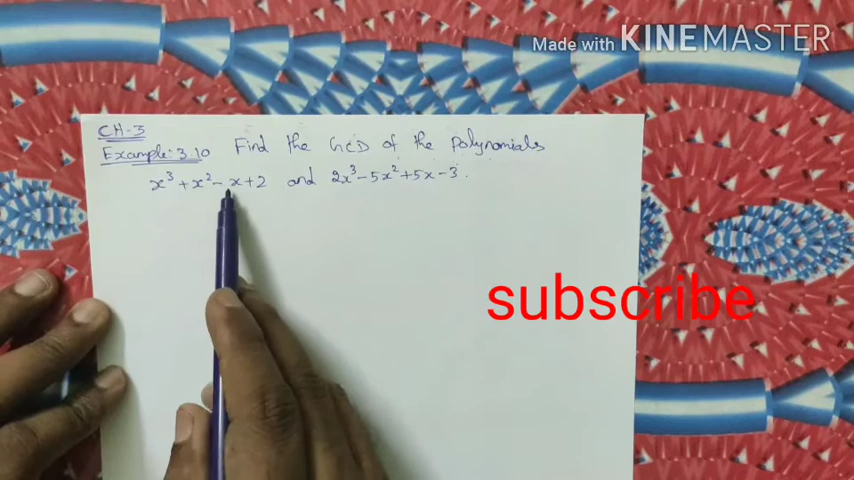 Made with KINEMASTER
CH-3
Example: 3.10 Find the GCD of the polynomials
x³ + x² - x + 2 and 2x³ - 5x² + 5x - 3.
subscribe